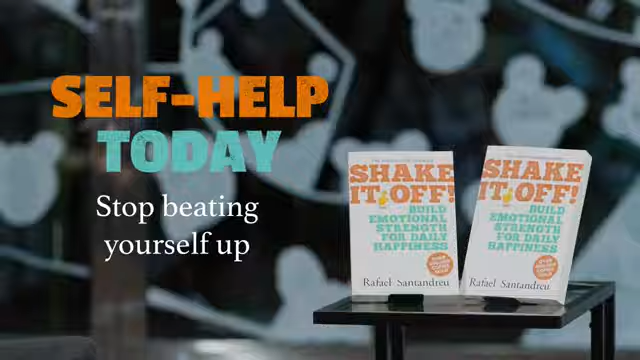 SELF-HELP
TODAY
Stop beating
yourself up
SHAKE
IT OFF!
BUILD
EMOTIONAL
STRENGTH
FOR DAILY
HAPPINESS
Rafael Santandreu
SHAKE
IT OFF!
BUILD
EMOTIONAL
STRENGTH
FOR DAILY
HAPPINESS
Rafael Santandreu